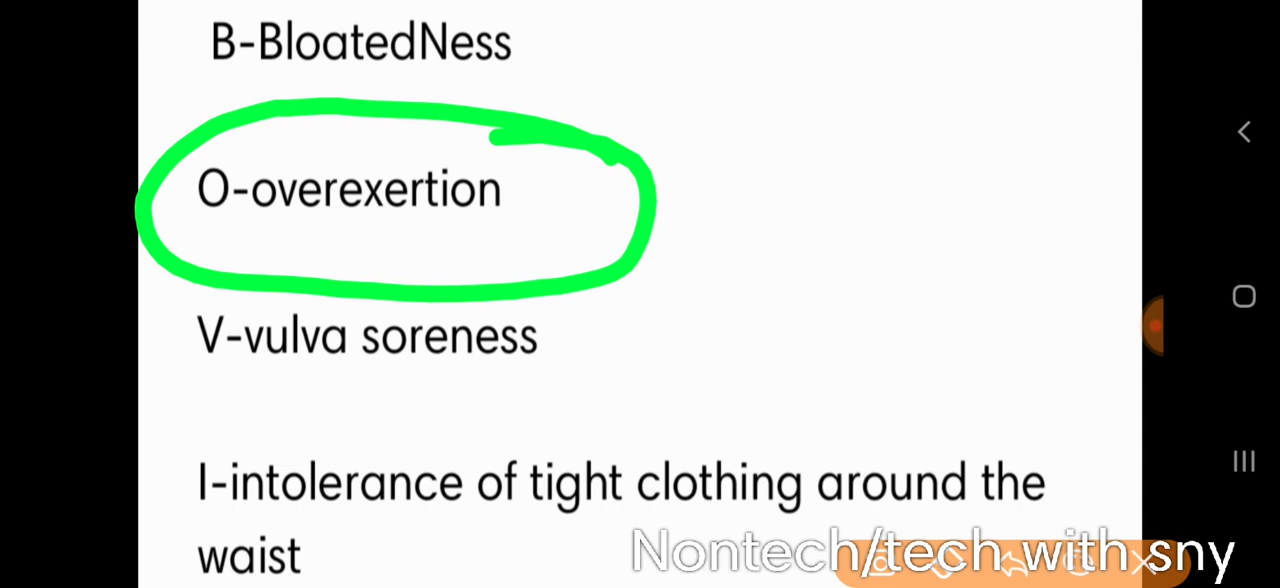 B-BloatedNess
O-overexertion
V-vulva soreness
I-intolerance of tight clothing around the
waist
Nontech/tech with sny